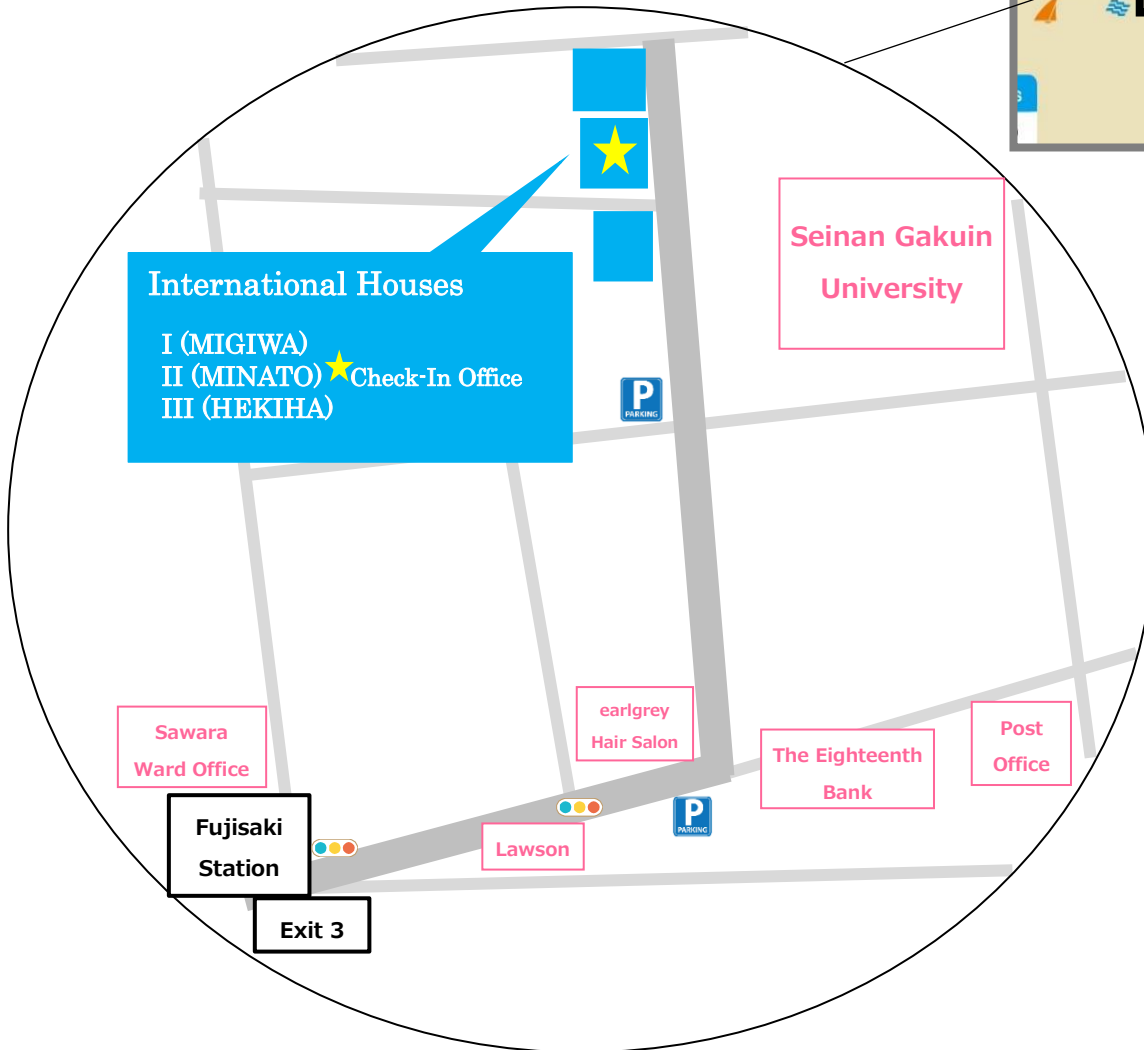 Seinan Gakuin
University
International Houses
I (MIGIWA)
II (MINATO) Check-In Office
III (HEKIHA)
P
PARKING
earlgrey
Hair Salon
Sawara
Ward Office
Post
Office
The Eighteenth
Bank
P
PARKING
Fujisaki
Station
Lawson
Exit 3